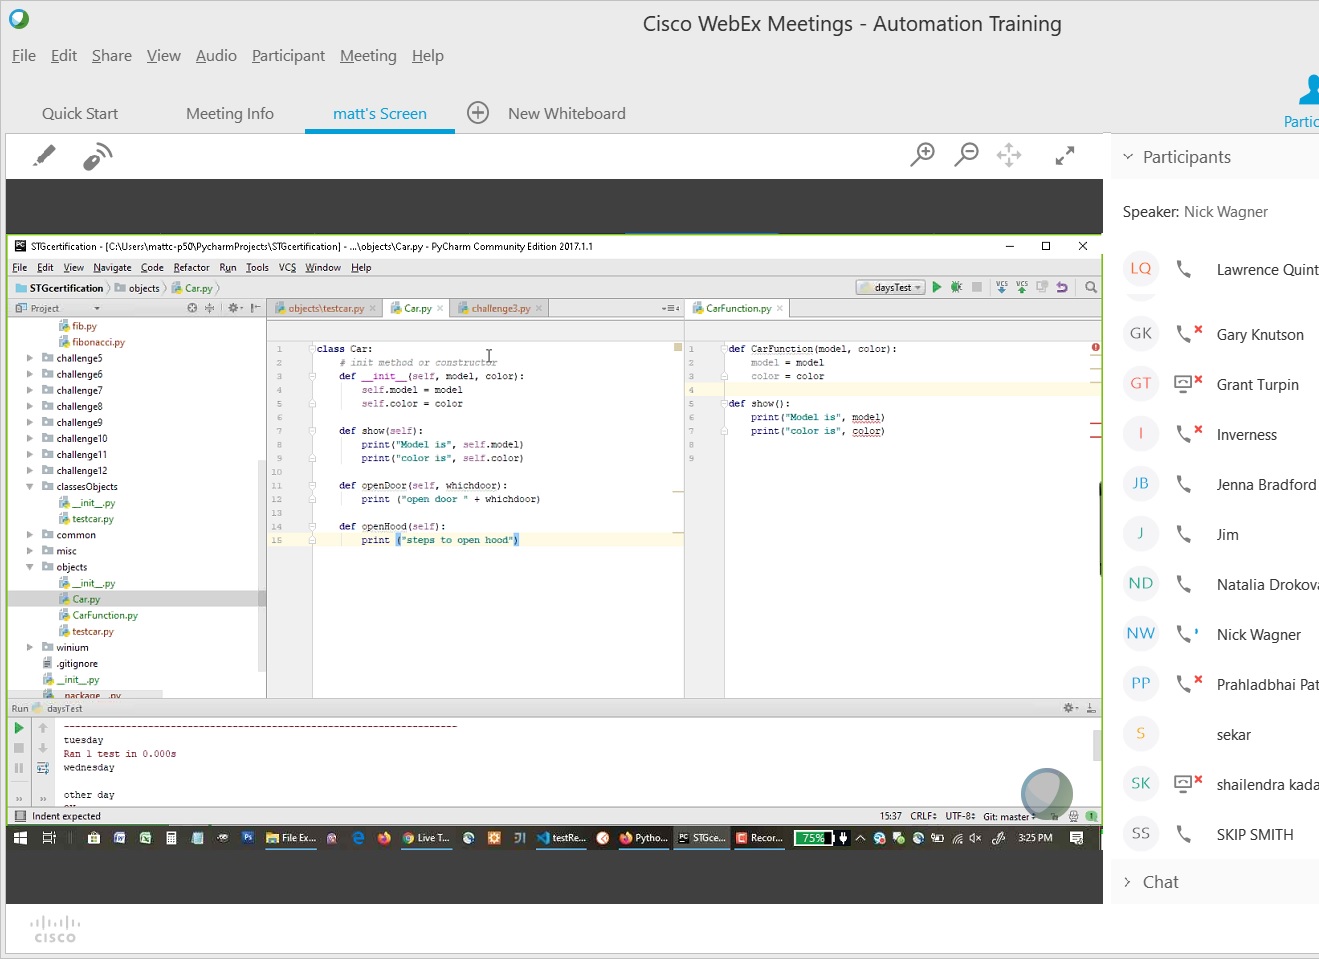 Cisco WebEx Meetings - Automation Training
File Edit Share View Audio Participant Meeting Help
Quick Start Meeting Info matt's Screen New Whiteboard
Partic
Participants
Speaker: Nick Wagner
LQ Lawrence Quint
GK Gary Knutson
GT Grant Turpin
I Inverness
JB Jenna Bradford
J Jim
ND Natalia Drokova
NW Nick Wagner
PP Prahladbhai Pat
S sekar
SK shailendra kada
SS SKIP SMITH
Chat
STGcertification - [C:\Users\mattc-p50\PycharmProjects\STGcertification] - ...\objects\Car.py - PyCharm Community Edition 2017.1.1
File Edit View Navigate Code Refactor Run Tools VCS Window Help
STGcertification objects Car.py
daysTest VCS VCS
Project
objects\testcar.py Car.py challenge3.py CarFunction.py
fib.py
fibonacci.py
challenge5
challenge6
challenge7
challenge8
challenge9
challenge10
challenge11
challenge12
classesObjects
__init__.py
testcar.py
common
misc
objects
__init__.py
Car.py
CarFunction.py
testcar.py
winium
.gitignore
__init__.py
package .py
1 class Car:
2 # init method or constructor
3 def __init__(self, model, color):
4 self.model = model
5 self.color = color
6
7 def show(self):
8 print("Model is", self.model)
9 print("color is", self.color)
10
11 def openDoor(self, whichdoor):
12 print ("open door " + whichdoor)
13
14 def openHood(self):
15 print ("steps to open hood")
1 def CarFunction(model, color):
2 model = model
3 color = color
4
5 def show():
6 print("Model is", model)
7 print("color is", color)
8
9
Run daysTest
--------------------------------------------------------------------
tuesday
Ran 1 test in 0.000s
wednesday
other day
Indent expected
15:37 CRLF UTF-8 Git: master
File Ex... Live T... testRe... Pytho... STGce... Recor... 75% 3:25 PM
CISCO